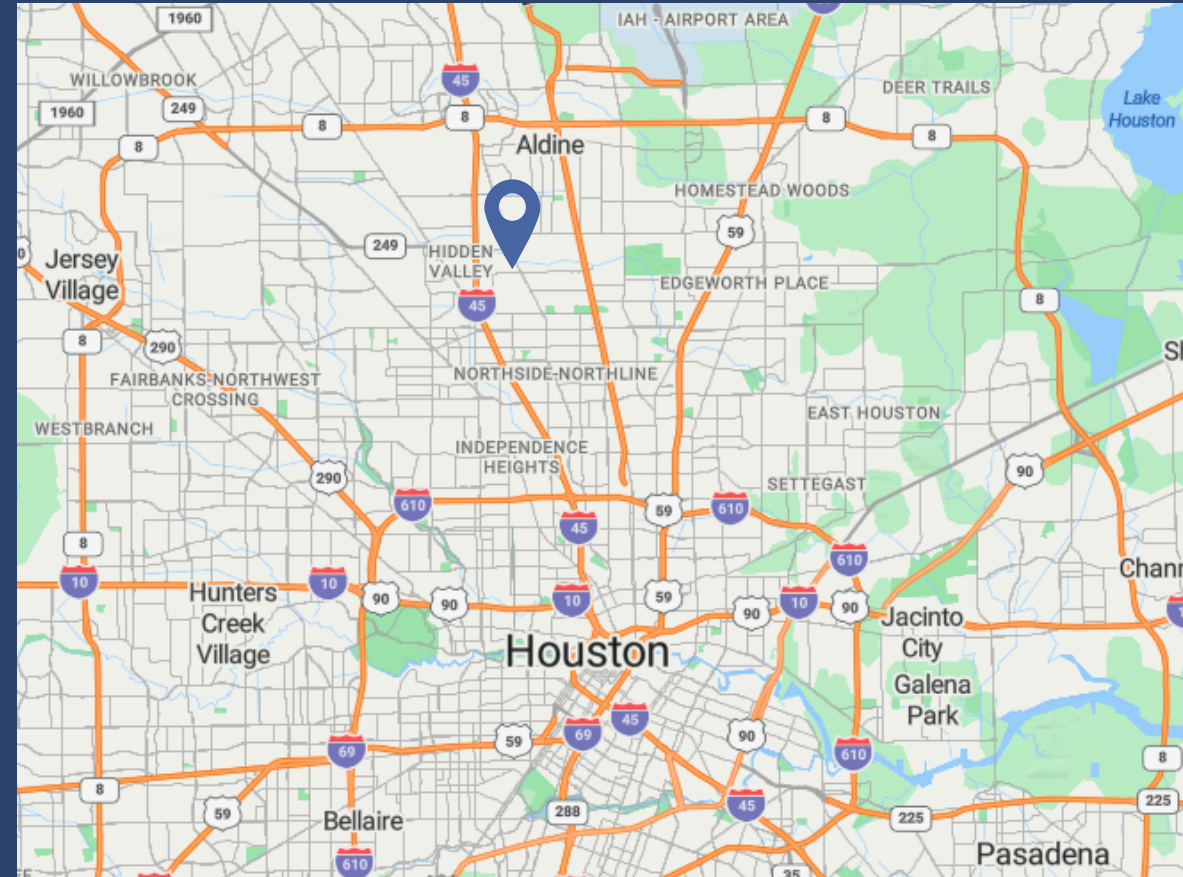 1960
IAH - AIRPORT AREA
WILLOWBROOK
45
DEER TRAILS
1960
249
Lake
Houston
8
8
8
8
8
Aldine
HOMESTEAD WOODS
59
249
HIDDEN
VALLEY
Jersey
Village
EDGEWORTH PLACE
45
8
8
290
FAIRBANKS-NORTHWEST
CROSSING
NORTHSIDE-NORTHLINE
EAST HOUSTON
WESTBRANCH
INDEPENDENCE
HEIGHTS
290
90
SETTEGAST
610
59
610
45
8
610
10
10
Hunters
Creek
Village
90
90
10
59
90
10
90
Jacinto
City
Houston
Galena
Park
45
69
59
90
69
610
8
8
59
Bellaire
288
45
225
225
610
Pasadena
35